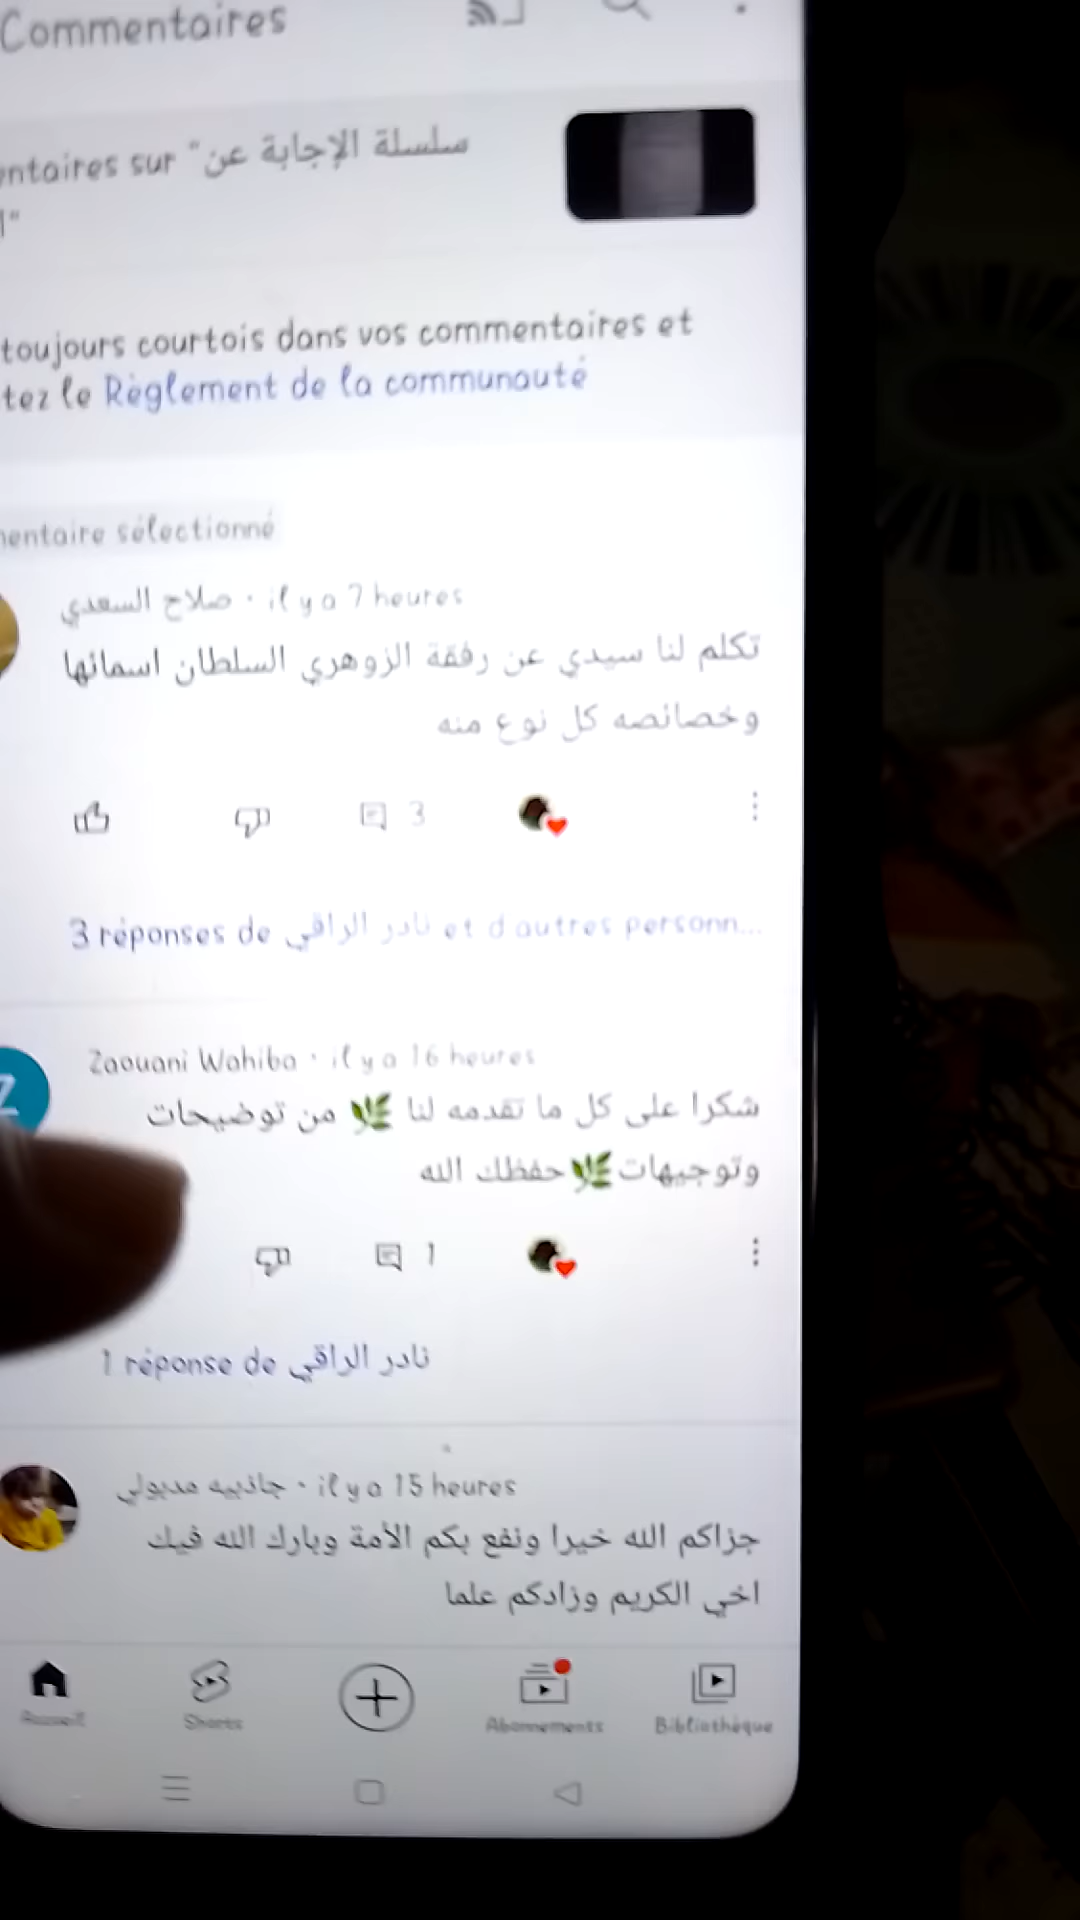 Commentaires
entaires sur "سلسلة الإجابة عن
"
toujours courtois dans vos commentaires et
tez le Règlement de la communauté
entaire sélectionné
صلاح السعدي · il y a 7 heures
تكلم لنا سيدي عن رفقة الزوهري السلطان اسمائها
وخصائصه كل نوع منه
3
3 réponses de نادر الراقي et d'autres personn...
Z
Zaouani Wahiba · il y a 16 heures
شكرا على كل ما تقدمه لنا 🌿 من توضيحات
وتوجيهات🌿حفظك الله
1
1 réponse de نادر الراقي
جاذبيه مدبولي · il y a 15 heures
جزاكم الله خيرا ونفع بكم الأمة وبارك الله فيك
اخي الكريم وزادكم علما
Accueil
Shorts
Abonnements
Bibliothèque